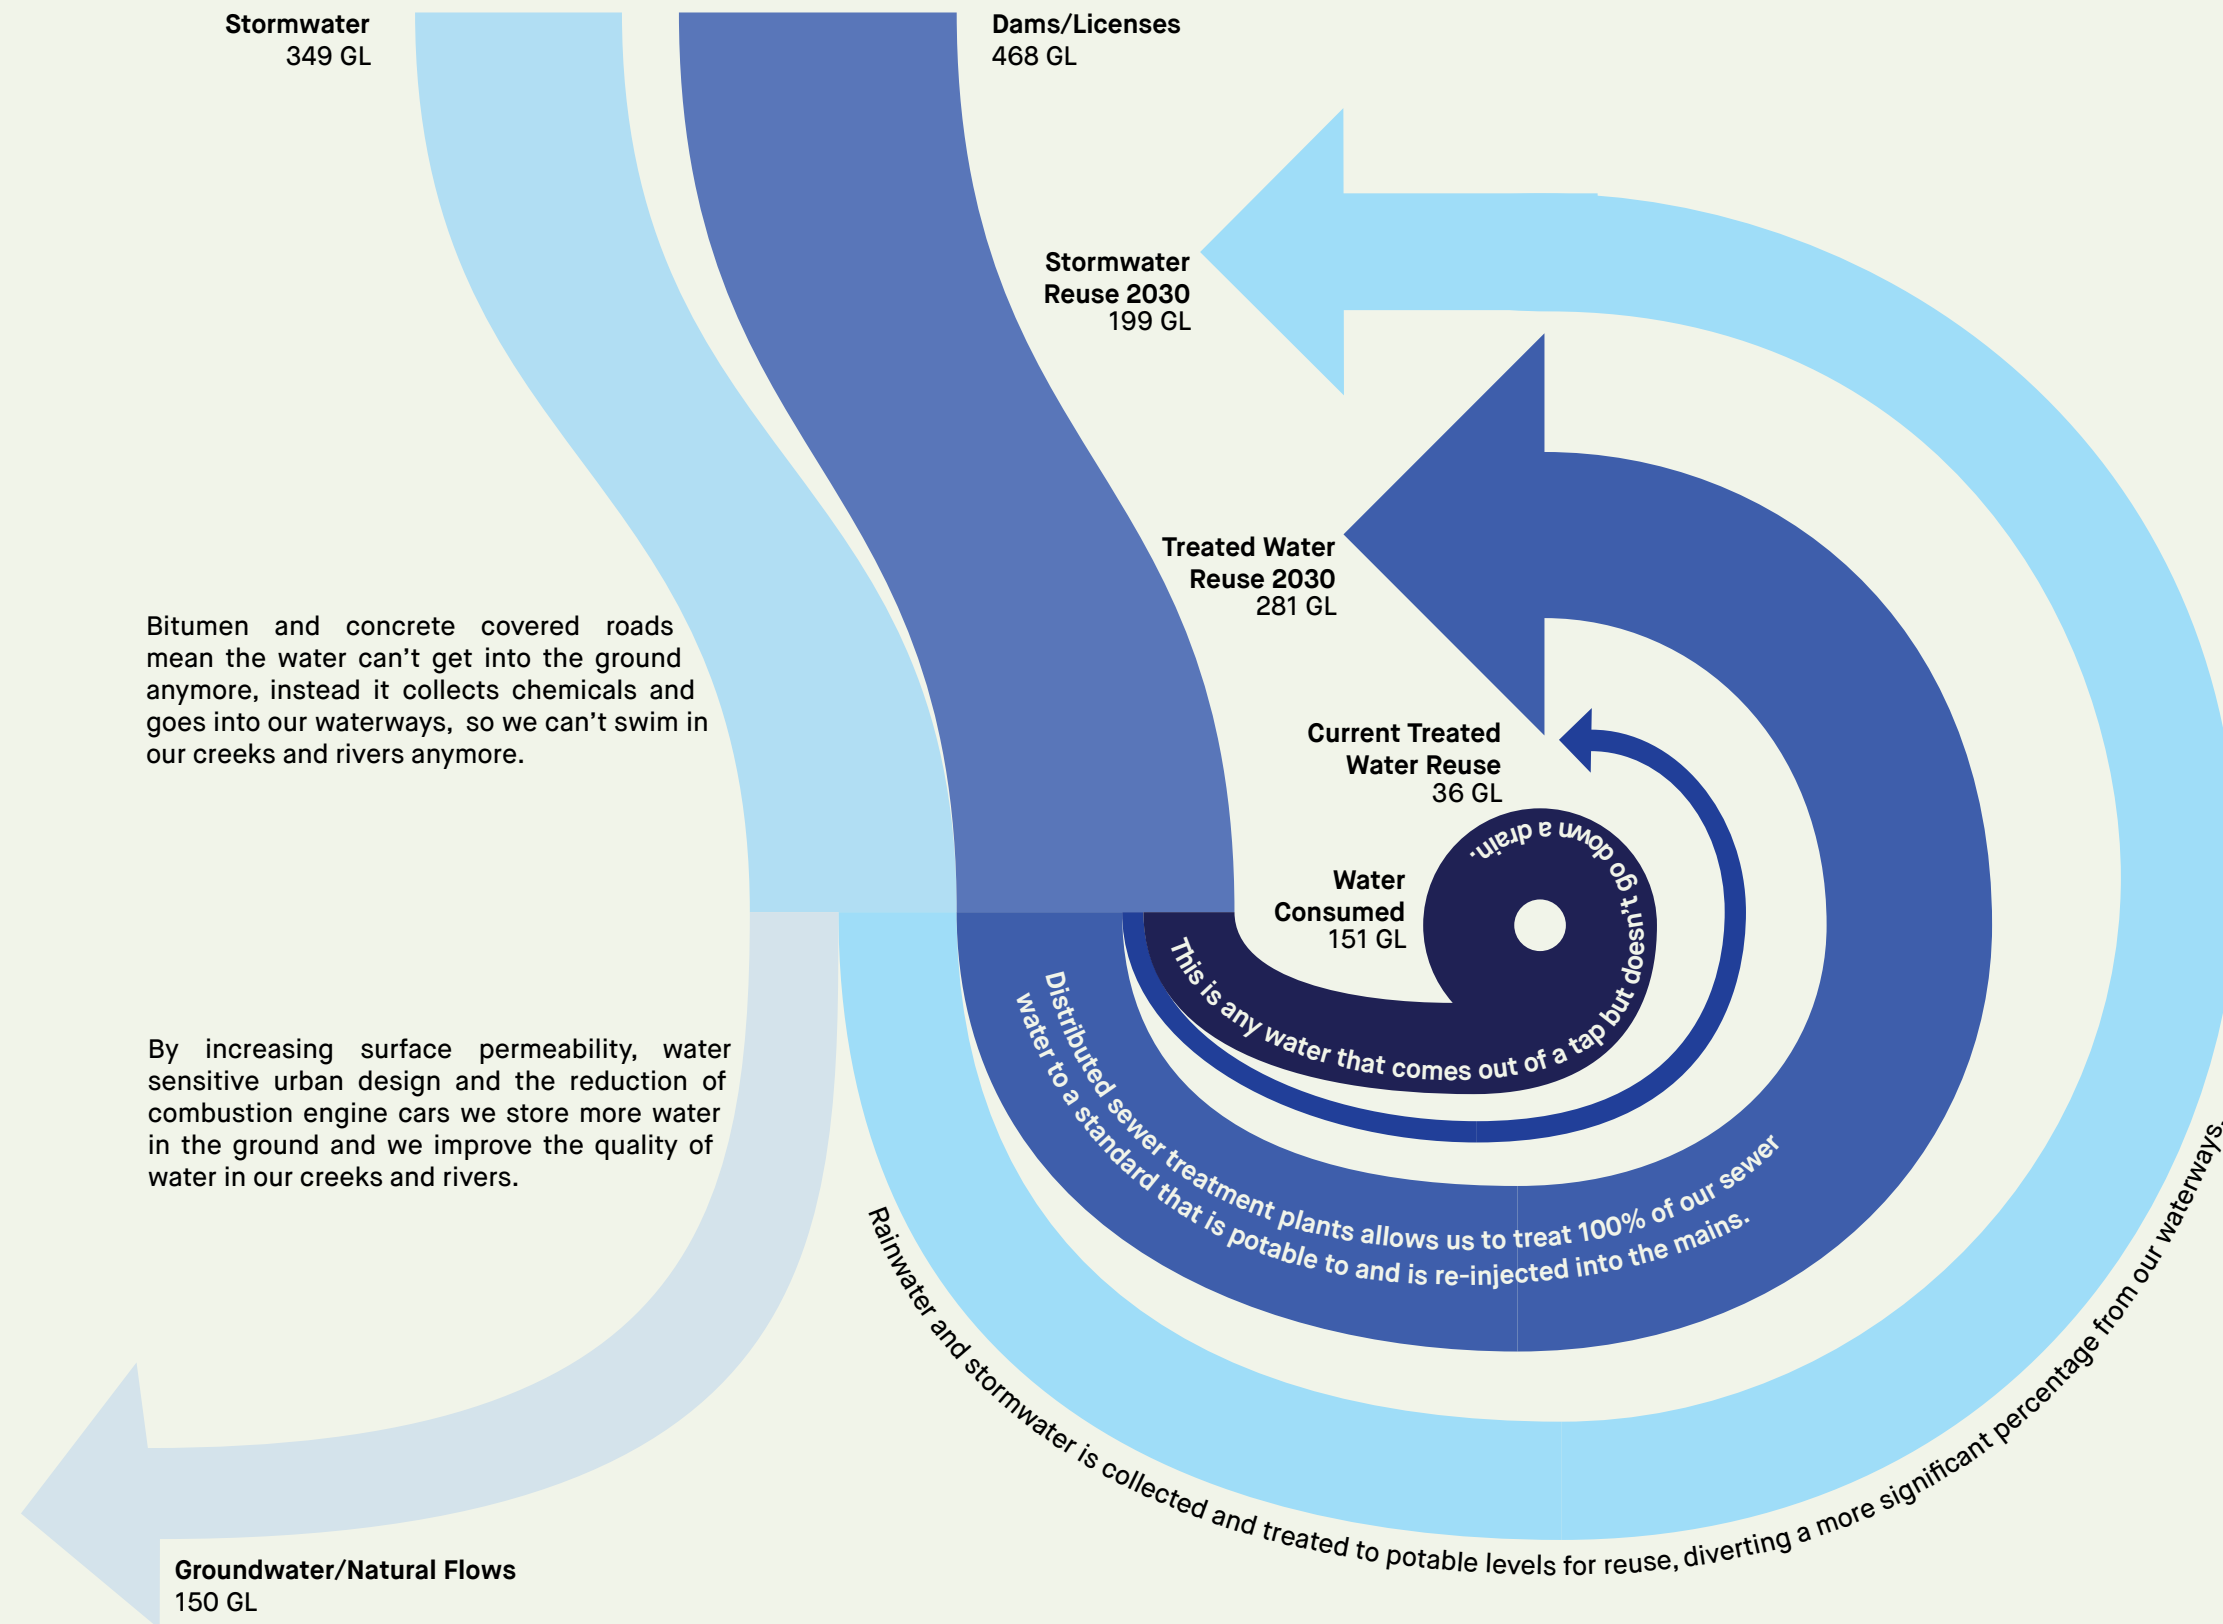 Stormwater
349 GL
Dams/Licenses
468 GL
Stormwater
Reuse 2030
199 GL
Treated Water
Reuse 2030
281 GL
Bitumen and concrete covered roads
mean the water can’t get into the ground
anymore, instead it collects chemicals and
goes into our waterways, so we can’t swim in
our creeks and rivers anymore.
Current Treated
Water Reuse
36 GL
Water
Consumed
151 GL
This is any water that comes out of a tap but doesn’t go down a drain.
Distributed sewer treatment plants allows us to treat 100% of our sewer
water to a standard that is potable to and is re-injected into the mains.
By increasing surface permeability, water
sensitive urban design and the reduction of
combustion engine cars we store more water
in the ground and we improve the quality of
water in our creeks and rivers.
Rainwater and stormwater is collected and treated to potable levels for reuse, diverting a more significant percentage from our waterways.
Groundwater/Natural Flows
150 GL